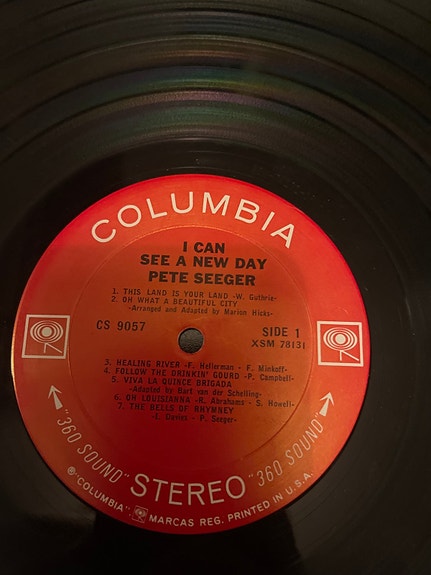 COLUMBIA
I CAN
SEE A NEW DAY
PETE SEEGER
1. THIS LAND IS YOUR LAND -W. Guthrie-
2. OH WHAT A BEAUTIFUL CITY
-Arranged and Adapted by Marion Hicks-
CS 9057
SIDE 1
XSM 78131
3. HEALING RIVER -F. Hellerman - F. Minkoff-
4. FOLLOW THE DRINKIN' GOURD - P. Campbell-
5. VIVA LA QUINCE BRIGADA
-Adapted by Bart van der Schelling-
6. OH LOUISIANNA -R. Abrahams - S. Howell-
7. THE BELLS OF RHYMNEY
-I. Davies - P. Seeger-
"360 SOUND" STEREO "360 SOUND"
®"COLUMBIA" MARCAS REG. PRINTED IN U.S.A.